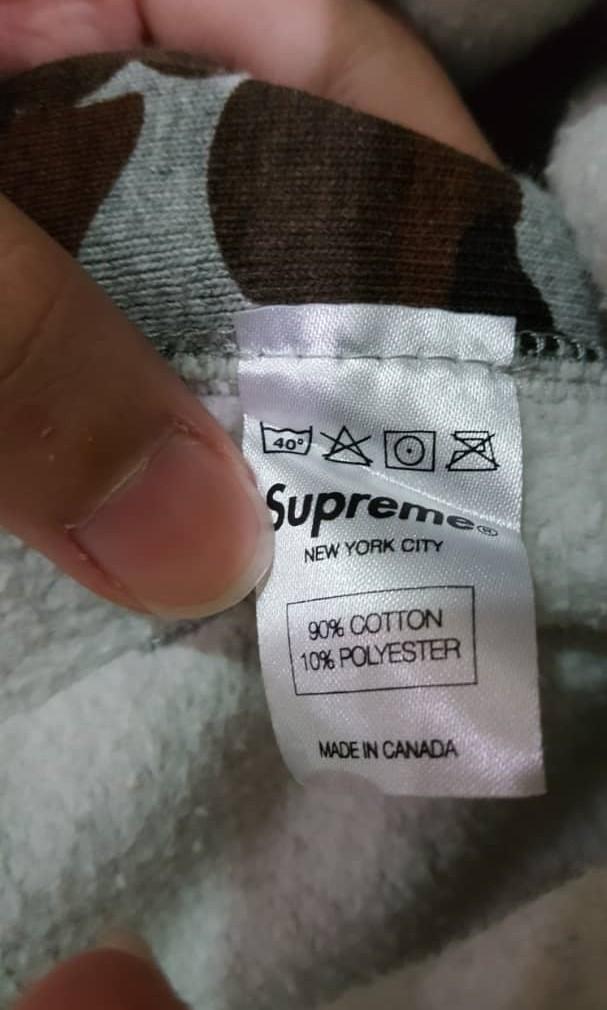 40°
Supreme®
NEW YORK CITY
90% COTTON
10% POLYESTER
MADE IN CANADA